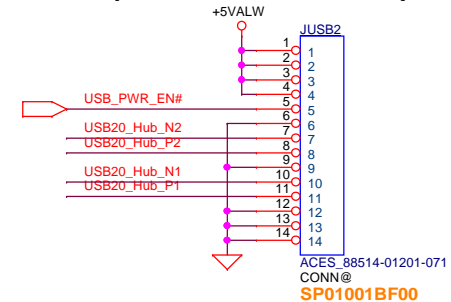 +5VALW
JUSB2
1 1
2 2
3 3
4 4
USB_PWR_EN# 5 5
6 6
USB20_Hub_N2 7 7
USB20_Hub_P2 8 8
9 9
USB20_Hub_N1 10 10
USB20_Hub_P1 11 11
12 12
13 13
14 14
ACES_88514-01201-071
CONN@
SP01001BF00